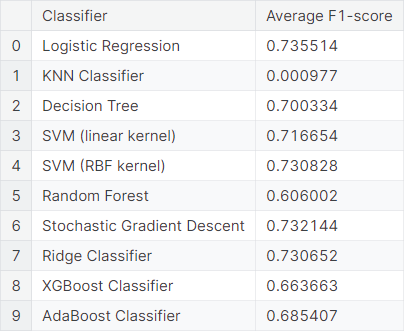 Classifier Average F1-score
0 Logistic Regression 0.735514
1 KNN Classifier 0.000977
2 Decision Tree 0.700334
3 SVM (linear kernel) 0.716654
4 SVM (RBF kernel) 0.730828
5 Random Forest 0.606002
6 Stochastic Gradient Descent 0.732144
7 Ridge Classifier 0.730652
8 XGBoost Classifier 0.663663
9 AdaBoost Classifier 0.685407